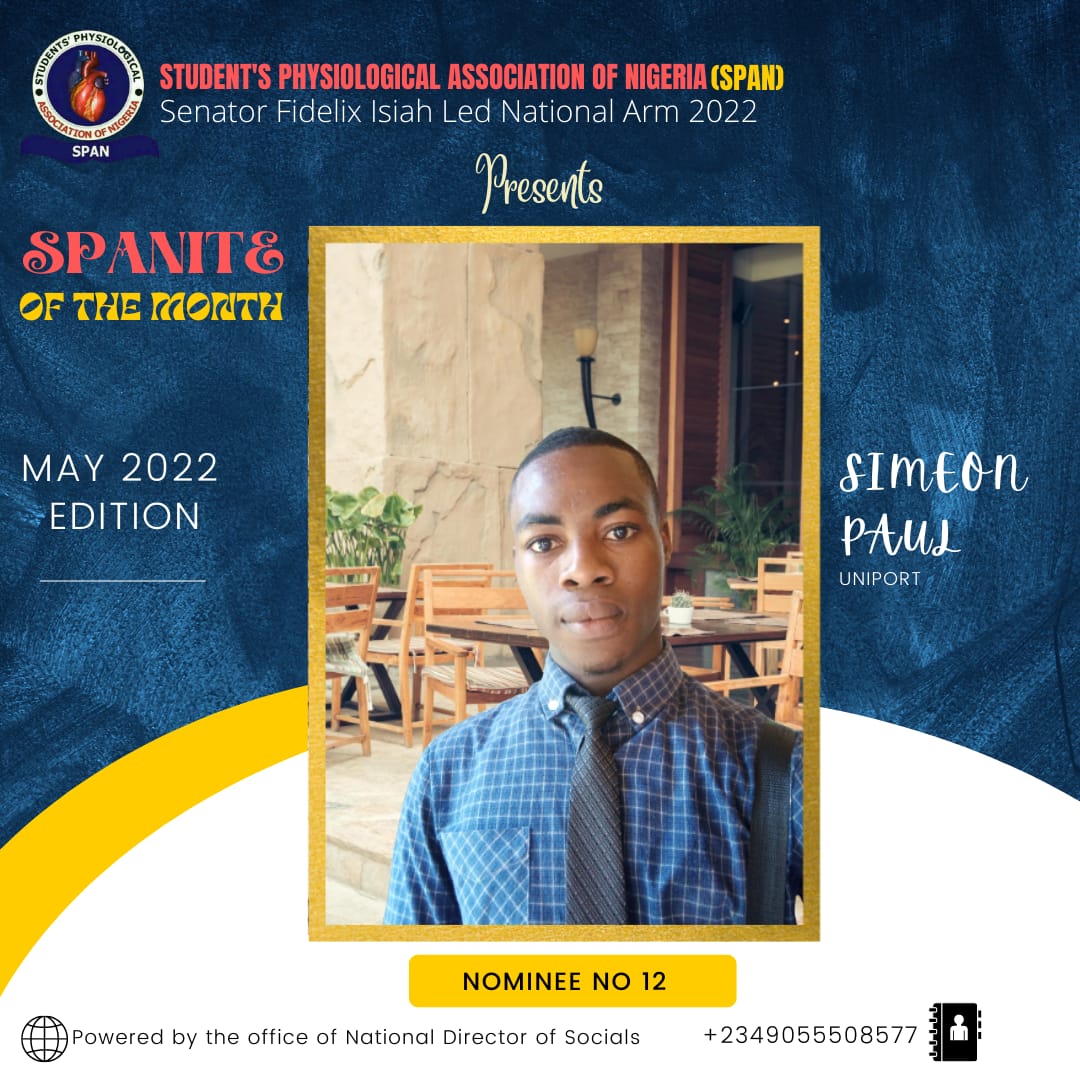 STUDENTS' PHYSIOLOGICAL
ASSOCIATION OF NIGERIA
SPAN
STUDENT'S PHYSIOLOGICAL ASSOCIATION OF NIGERIA (SPAN)
Senator Fidelix Isiah Led National Arm 2022
Presents
SPANITE
OF THE MONTH
MAY 2022
EDITION
SIMEON
PAUL
UNIPORT
NOMINEE NO 12
Powered by the office of National Director of Socials
+2349055508577